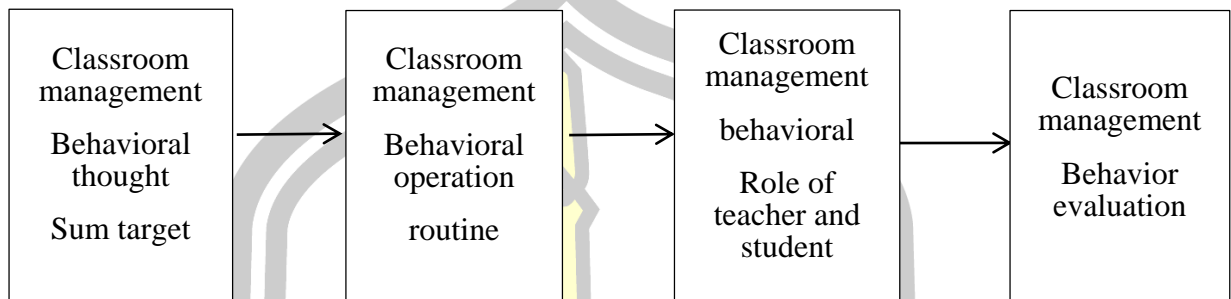 Classroom
management
Behavioral
thought
Sum target
Classroom
management
Behavioral
operation
routine
Classroom
management
behavioral
Role of
teacher and
student
Classroom
management
Behavior
evaluation